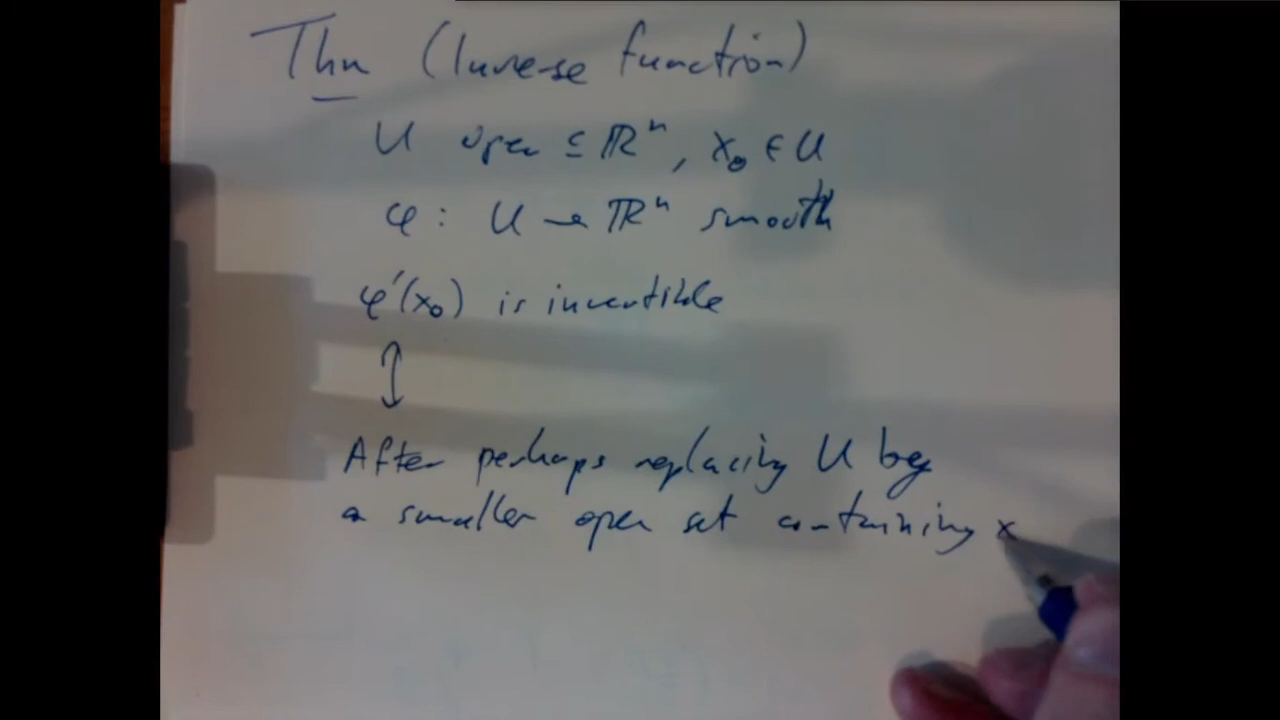 Thm (Inverse function)
U open ⊆ ℝⁿ, x₀ ∈ U
φ : U → ℝⁿ smooth
φ'(x₀) is invertible
↕
After perhaps replacing U by
a smaller open set containing x